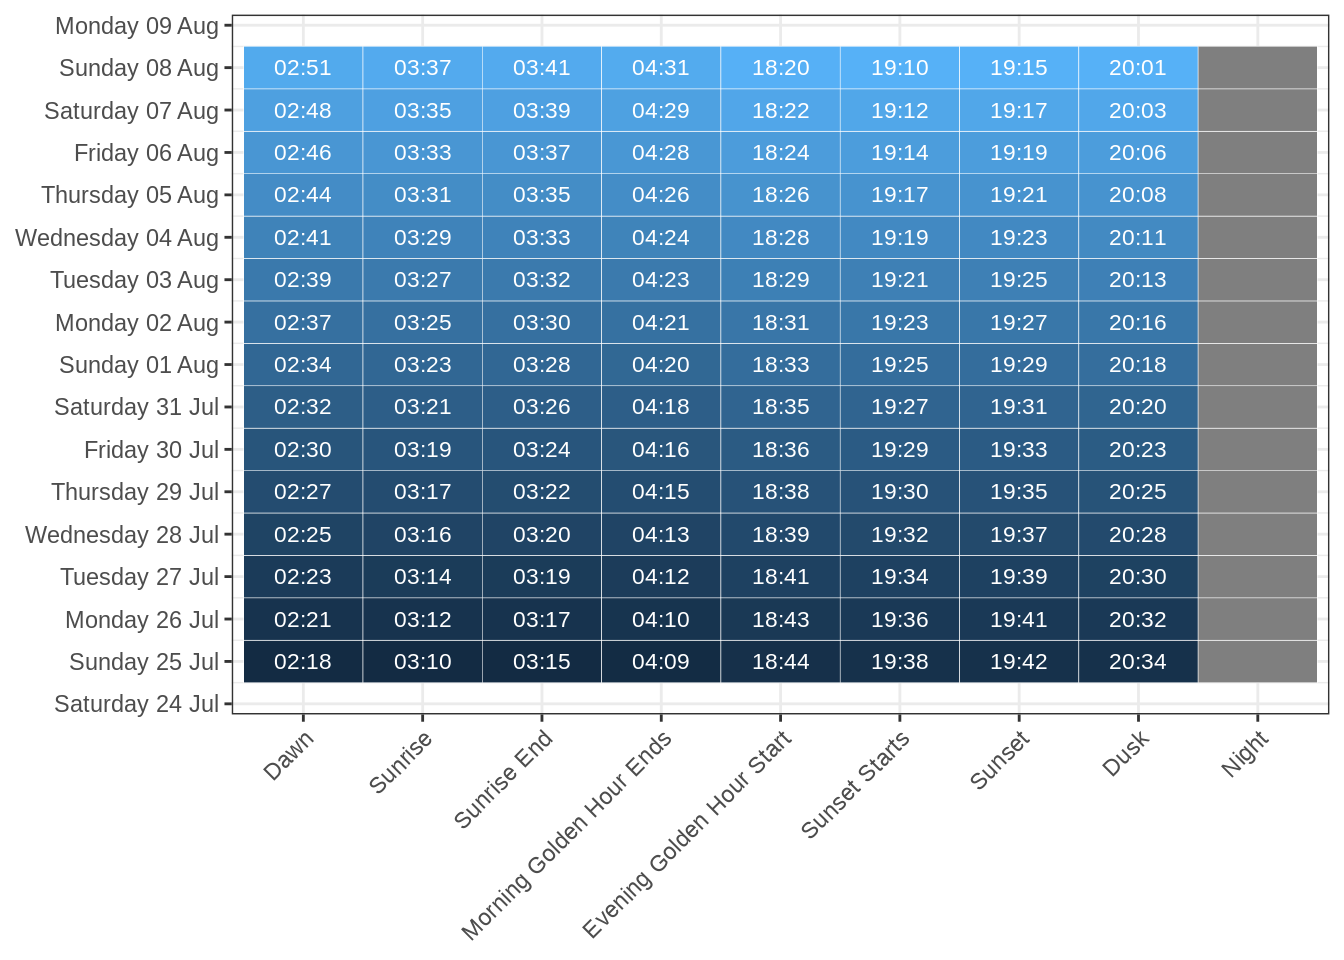 Monday 09 Aug
Sunday 08 Aug 02:51 03:37 03:41 04:31 18:20 19:10 19:15 20:01
Saturday 07 Aug 02:48 03:35 03:39 04:29 18:22 19:12 19:17 20:03
Friday 06 Aug 02:46 03:33 03:37 04:28 18:24 19:14 19:19 20:06
Thursday 05 Aug 02:44 03:31 03:35 04:26 18:26 19:17 19:21 20:08
Wednesday 04 Aug 02:41 03:29 03:33 04:24 18:28 19:19 19:23 20:11
Tuesday 03 Aug 02:39 03:27 03:32 04:23 18:29 19:21 19:25 20:13
Monday 02 Aug 02:37 03:25 03:30 04:21 18:31 19:23 19:27 20:16
Sunday 01 Aug 02:34 03:23 03:28 04:20 18:33 19:25 19:29 20:18
Saturday 31 Jul 02:32 03:21 03:26 04:18 18:35 19:27 19:31 20:20
Friday 30 Jul 02:30 03:19 03:24 04:16 18:36 19:29 19:33 20:23
Thursday 29 Jul 02:27 03:17 03:22 04:15 18:38 19:30 19:35 20:25
Wednesday 28 Jul 02:25 03:16 03:20 04:13 18:39 19:32 19:37 20:28
Tuesday 27 Jul 02:23 03:14 03:19 04:12 18:41 19:34 19:39 20:30
Monday 26 Jul 02:21 03:12 03:17 04:10 18:43 19:36 19:41 20:32
Sunday 25 Jul 02:18 03:10 03:15 04:09 18:44 19:38 19:42 20:34
Saturday 24 Jul
Dawn
Sunrise
Sunrise End
Morning Golden Hour Ends
Evening Golden Hour Start
Sunset Starts
Sunset
Dusk
Night